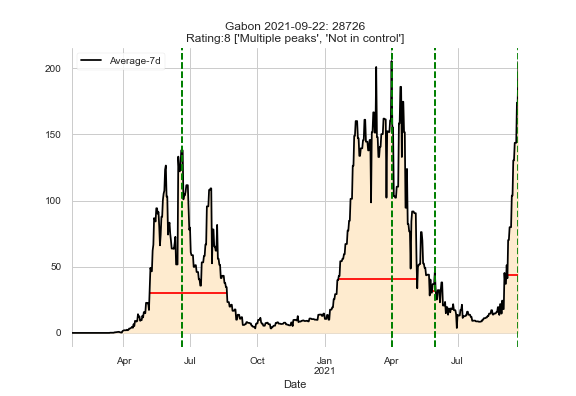 Gabon 2021-09-22: 28726
Rating:8 ['Multiple peaks', 'Not in control']
Average-7d
200
150
100
50
0
Apr
Jul
Oct
Jan
2021
Apr
Jul
Date